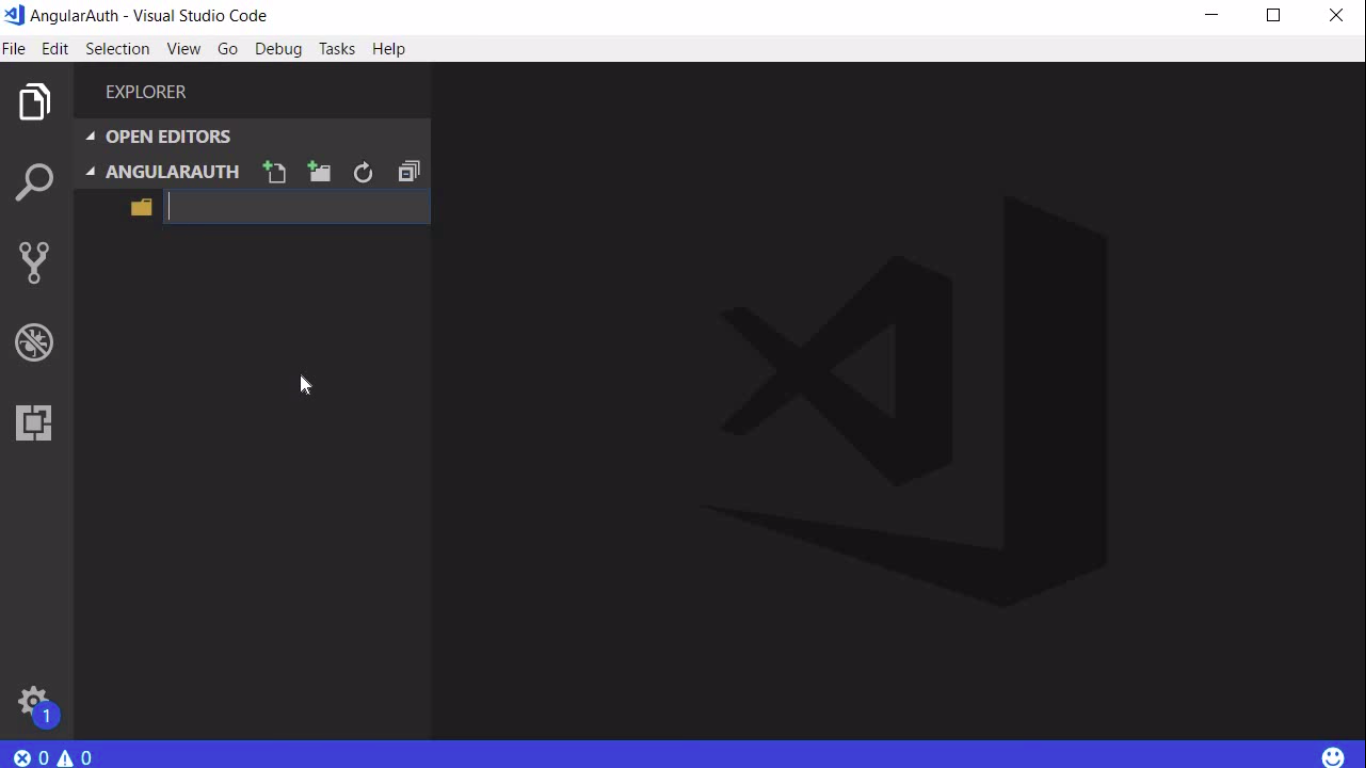 AngularAuth - Visual Studio Code
File Edit Selection View Go Debug Tasks Help
EXPLORER
OPEN EDITORS
ANGULARAUTH
1
0 0